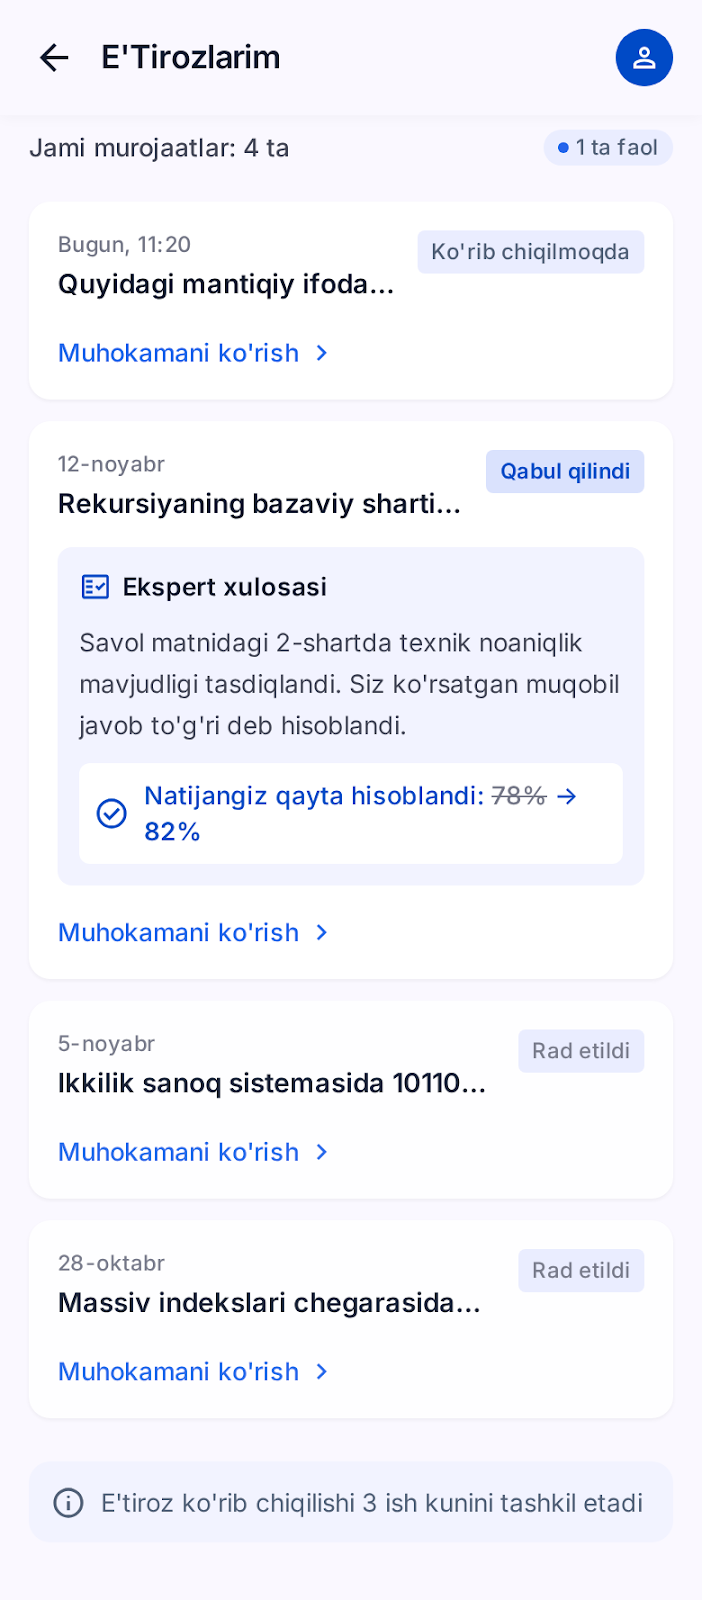 E'Tirozlarim
Jami murojaatlar: 4 ta
1 ta faol
Bugun, 11:20
Ko'rib chiqilmoqda
Quyidagi mantiqiy ifoda...
Muhokamani ko'rish
12-noyabr
Qabul qilindi
Rekursiyaning bazaviy sharti...
Ekspert xulosasi
Savol matnidagi 2-shartda texnik noaniqlik
mavjudligi tasdiqlandi. Siz ko'rsatgan muqobil
javob to'g'ri deb hisoblandi.
Natijangiz qayta hisoblandi: 78% →
82%
Muhokamani ko'rish
5-noyabr
Rad etildi
Ikkilik sanoq sistemasida 10110...
Muhokamani ko'rish
28-oktabr
Rad etildi
Massiv indekslari chegarasida...
Muhokamani ko'rish
E'tiroz ko'rib chiqilishi 3 ish kunini tashkil etadi